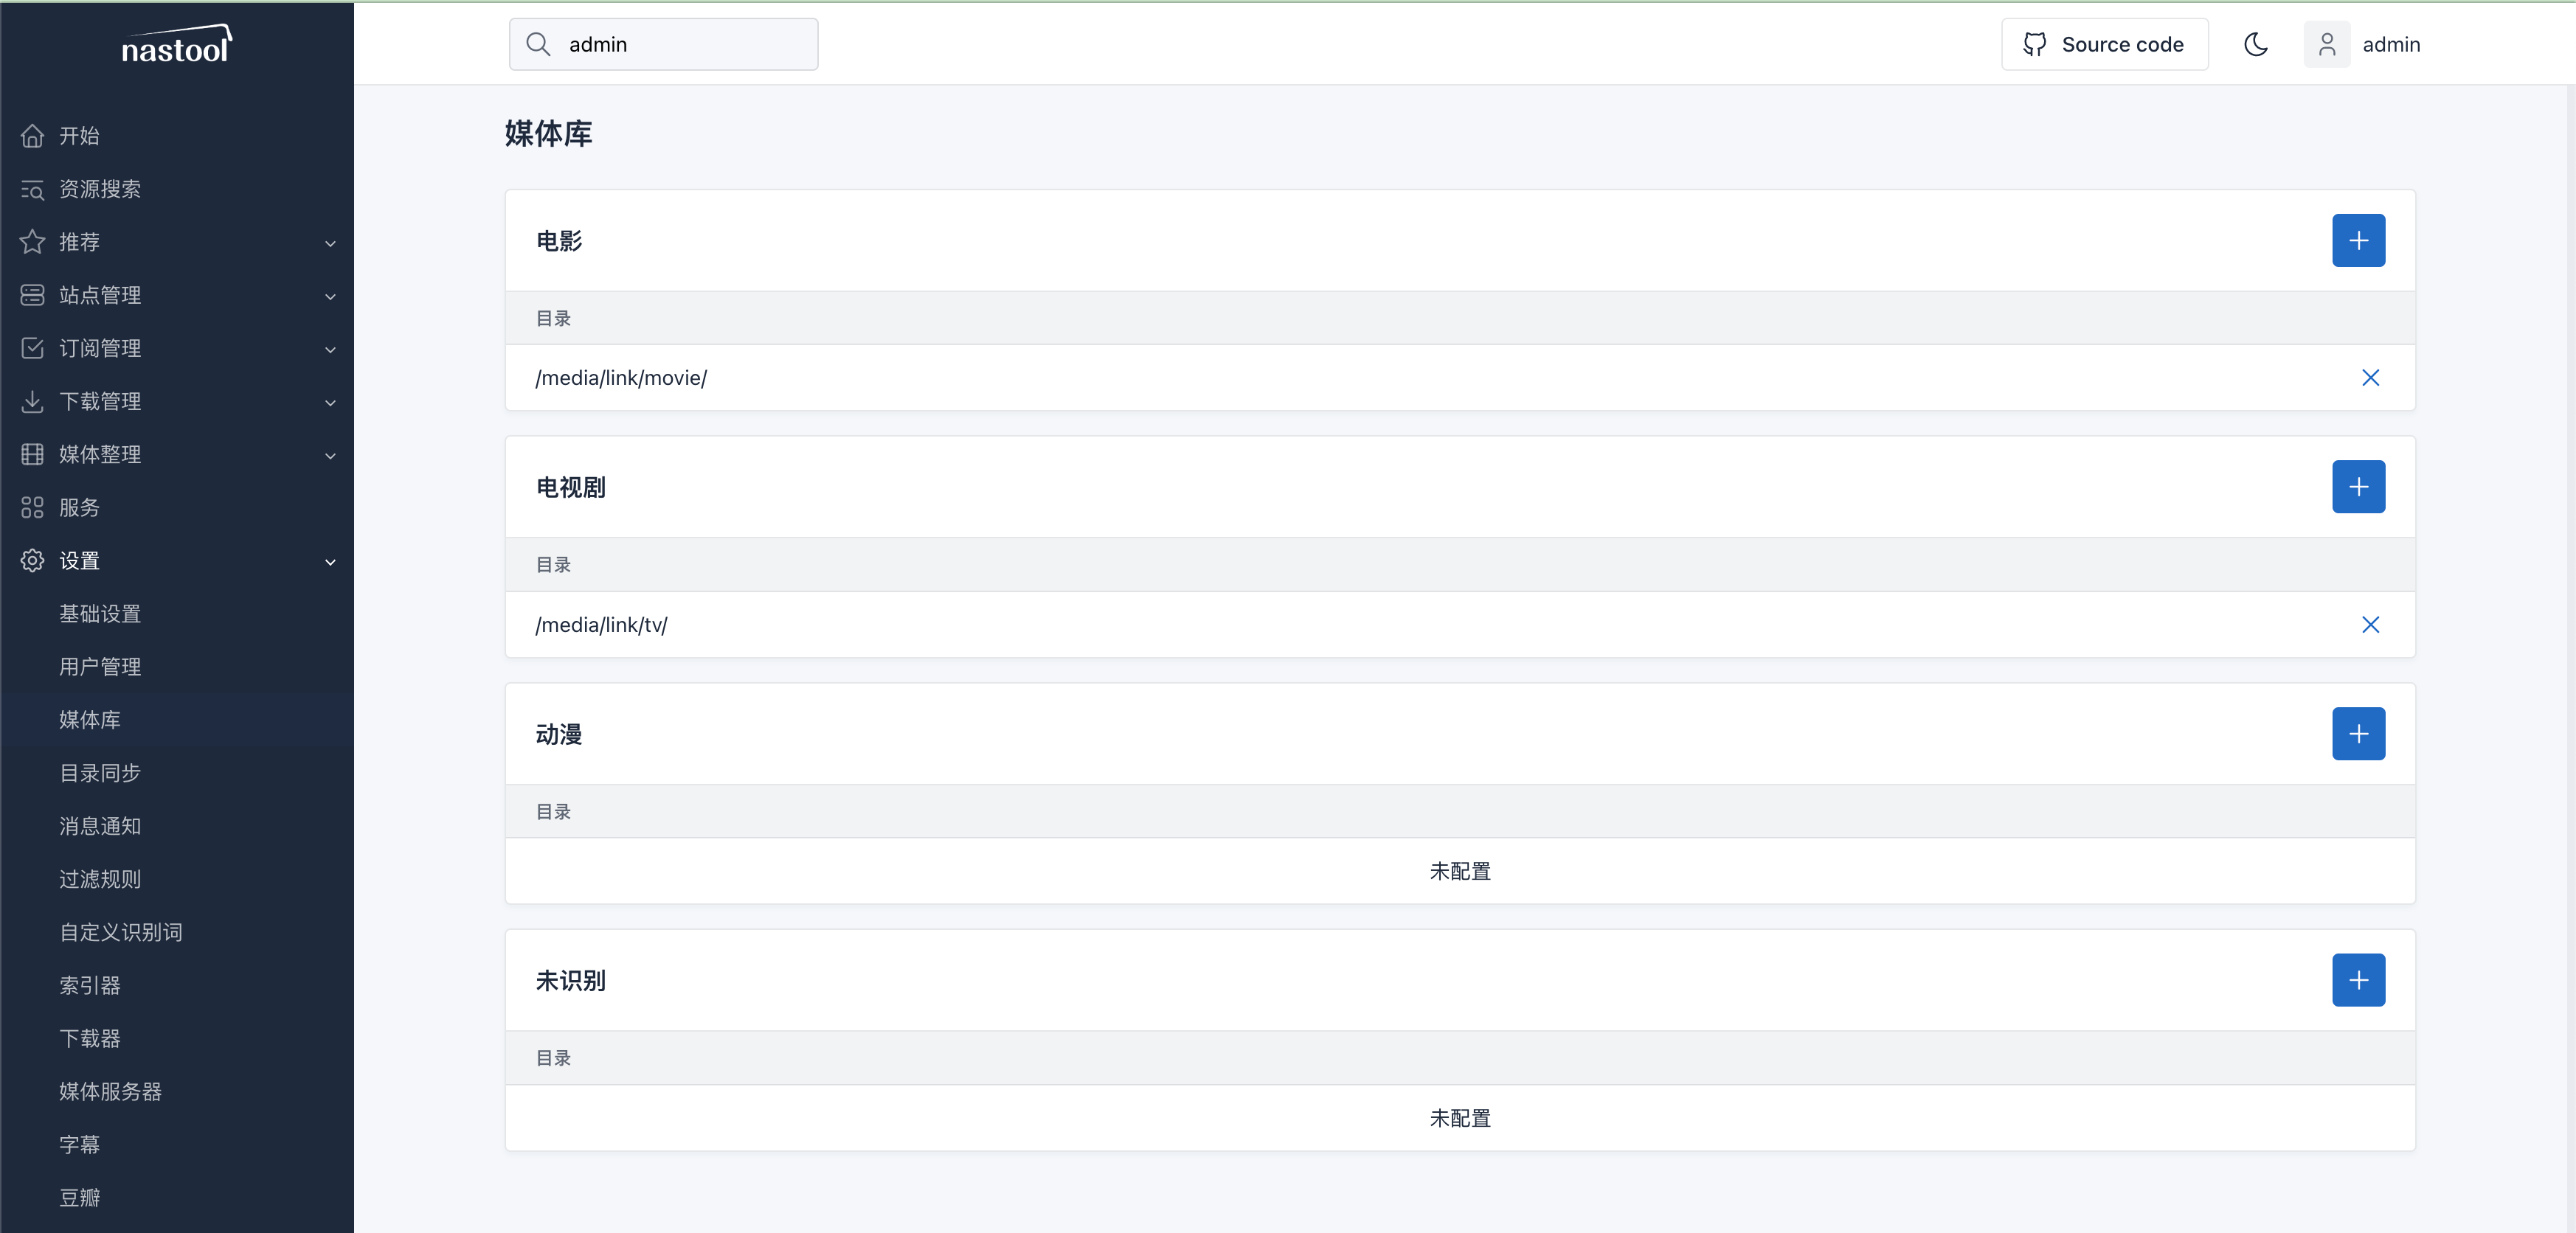 nastool
admin
Source code
admin
开始
资源搜索
推荐
站点管理
订阅管理
下载管理
媒体整理
服务
设置
基础设置
用户管理
媒体库
目录同步
消息通知
过滤规则
自定义识别词
索引器
下载器
媒体服务器
字幕
豆瓣
媒体库
电影
目录
/media/link/movie/
电视剧
目录
/media/link/tv/
动漫
目录
未配置
未识别
目录
未配置